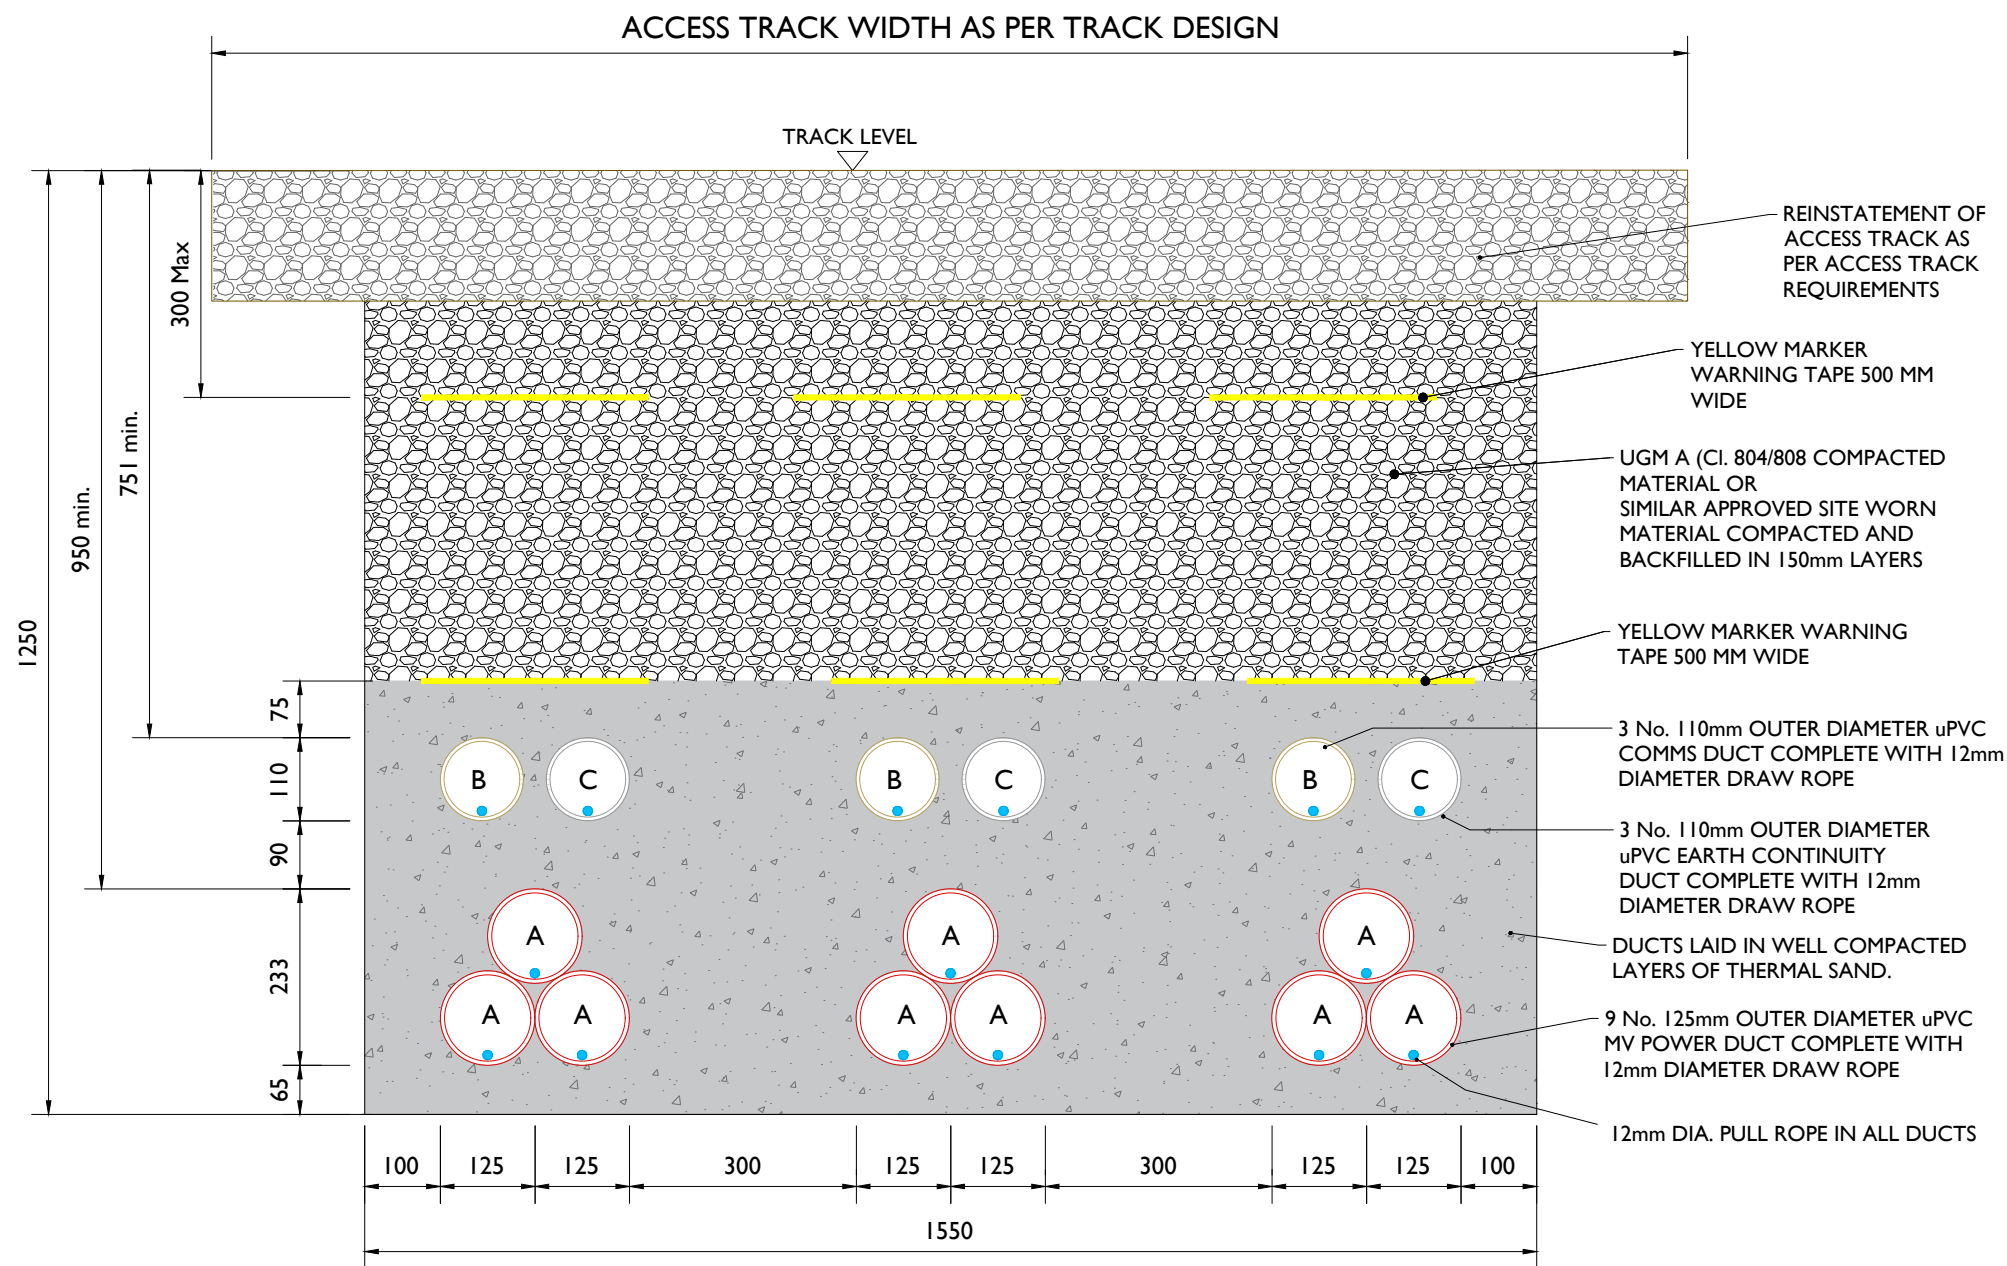 ACCESS TRACK WIDTH AS PER TRACK DESIGN
TRACK LEVEL
REINSTATEMENT OF
ACCESS TRACK AS
PER ACCESS TRACK
REQUIREMENTS
300 Max
751 min.
950 min.
1250
YELLOW MARKER
WARNING TAPE 500 MM
WIDE
UGM A (Cl. 804/808 COMPACTED
MATERIAL OR
SIMILAR APPROVED SITE WORN
MATERIAL COMPACTED AND
BACKFILLED IN 150mm LAYERS
YELLOW MARKER WARNING
TAPE 500 MM WIDE
75
110
90
233
65
B C B C B C
A A A
A A A A A A
3 No. 110mm OUTER DIAMETER uPVC
COMMS DUCT COMPLETE WITH 12mm
DIAMETER DRAW ROPE
3 No. 110mm OUTER DIAMETER
uPVC EARTH CONTINUITY
DUCT COMPLETE WITH 12mm
DIAMETER DRAW ROPE
DUCTS LAID IN WELL COMPACTED
LAYERS OF THERMAL SAND.
9 No. 125mm OUTER DIAMETER uPVC
MV POWER DUCT COMPLETE WITH
12mm DIAMETER DRAW ROPE
12mm DIA. PULL ROPE IN ALL DUCTS
100 125 125 300 125 125 300 125 125 100
1550